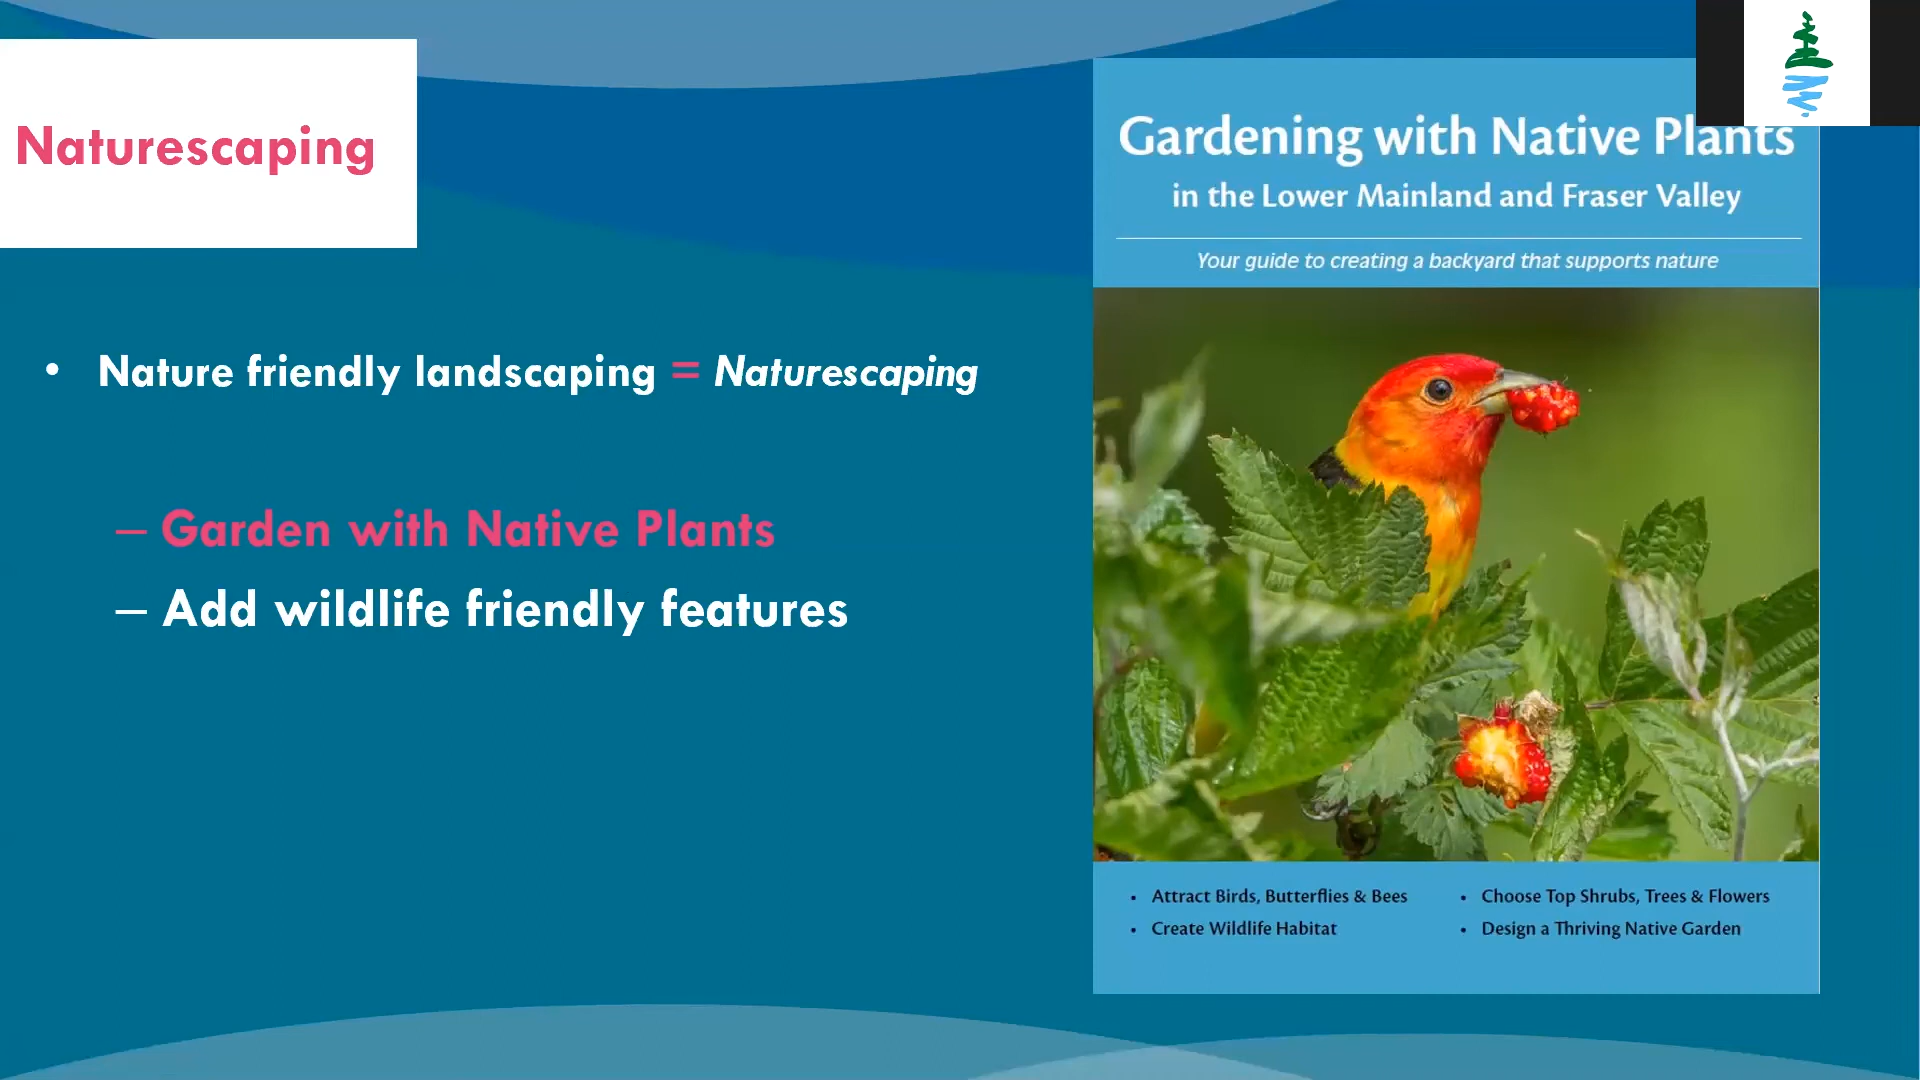 Naturescaping
• Nature friendly landscaping = Naturescaping
– Garden with Native Plants
– Add wildlife friendly features
Gardening with Native Plants
in the Lower Mainland and Fraser Valley
Your guide to creating a backyard that supports nature
• Attract Birds, Butterflies & Bees
• Create Wildlife Habitat
• Choose Top Shrubs, Trees & Flowers
• Design a Thriving Native Garden